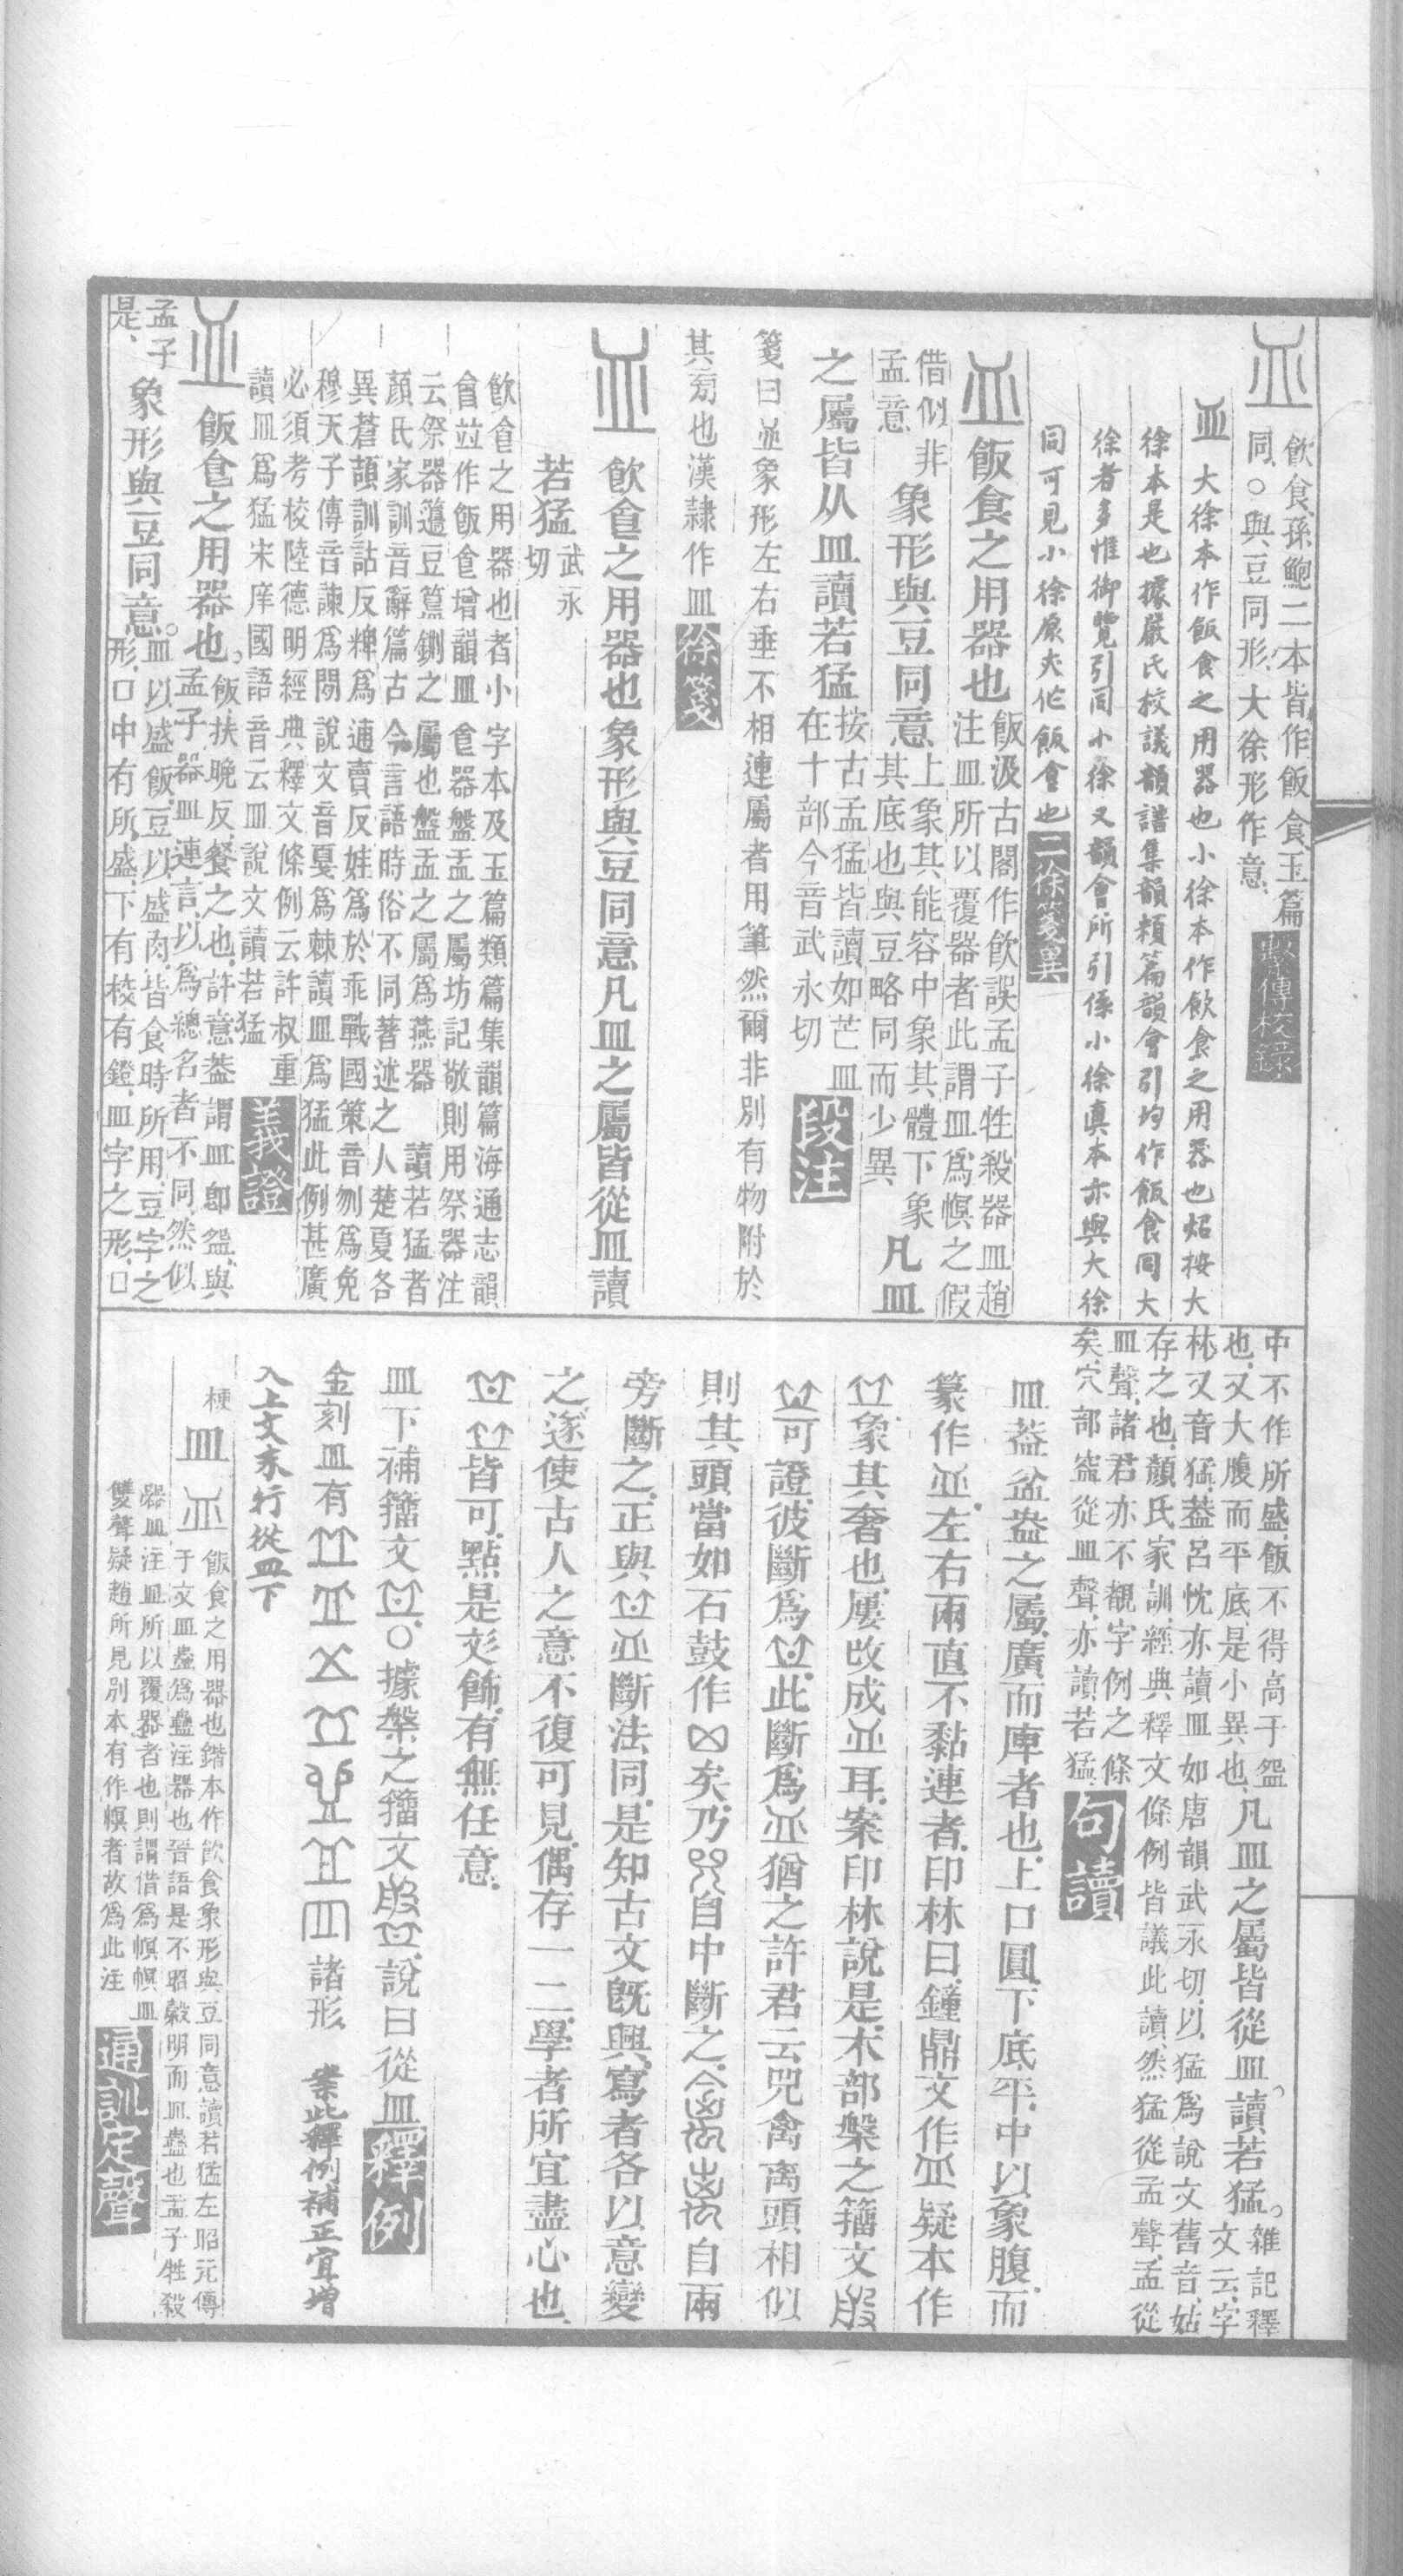 飲食孫鮑二本皆作飯食玉篇
同○與豆同形大徐形作意
繫傳校錄
皿 大徐本作飯食之用器也小徐本作飲食之用器也炤按大
徐本是也據嚴氏校議韻譜集韻類篇韻會引均作飯食同大
徐者多惟御覽引同小徐又韻會所引係小徐真本亦與大徐
同可見小徐原夾作飯食也
二徐箋異
飯食之用器也
飯汲古閣作飲誤孟子牲殺器皿趙
注皿所以覆器者此謂皿爲幎之假
借似非
孟意
象形與豆同意
上象其能容中象其體下象
其底也與豆略同而少異
凡皿
之屬皆从皿讀若猛
按古孟猛皆讀如芒皿
在十部今音武永切
段注
箋曰象形左右垂不相連屬者用筆然爾非別有物附於
其㫄也漢隷作皿
徐箋
飲食之用器也象形與豆同意凡皿之屬皆從皿讀
若猛
武永
切
飲食之用器也者小字本及玉篇類篇集韻篇海通志韻
會竝作飯食增韻皿食器盤盂之屬坊記敬則用祭器注
云祭器籩豆簋鉶之屬也盤盂之屬爲燕器 讀若猛者
顏氏家訓音辭篇古今言語時俗不同著述之人楚夏各
異蒼頡訓詁反稗爲逋賣反娃爲於乖戰國策音刎爲免
穆天子傳音諫爲閒說文音戛爲棘讀皿爲猛此例甚廣
必須考校陸德明經典釋文條例云許叔重
讀皿爲猛宋庠國語音云皿說文讀若猛
義證
飯食之用器也
飯扶晚反餐之也許意葢謂皿卽盌與
孟子器皿連言以爲總名者不同然似
孟子
是
象形與豆同意
皿以盛飯豆以盛肉皆食時所用豆字之
形口中有所盛下有校有鐙皿字之形口
中不作所盛飯不得高于盌
也又大腹而平底是小異也
凡皿之屬皆從皿讀若猛
雜記釋
文云字
林又音猛葢呂忱亦讀皿如唐韻武永切以猛爲說文舊音姑
存之也顏氏家訓經典釋文條例皆議此讀然猛從孟聲孟從
皿聲諸君亦不觀字例之條
矣穴部窋從皿聲亦讀若猛
句讀
皿葢盆盎之屬廣而庳者也上口圓下底平中以象腹而
篆作左右兩直不黏連者印林曰鐘鼎文作疑本作
象其奢也屢改成耳案印林說是木部槃之籒文
可證彼斷爲此斷爲猶之許君云兕禽离頭相似
則其頭當如石鼓作矣乃自中斷之自兩
旁斷之正與斷法同是知古文旣興寫者各以意變
之遂使古人之意不復可見偶存一二學者所宜盡心也
皆可點是文飾有無任意
皿下補籒文○據槃之籒文說曰從皿
釋例
金刻皿有諸形 案此釋例補正宜增
入上文末行從皿下
梗
皿
飯食之用器也鍇本作飲食象形與豆同意讀若猛左昭元傳
于文皿蟲爲蠱注器也晉語是不昭穀明而皿蠱也孟子牲殺
器皿注皿所以覆器者也則謂借爲幎幎皿
雙聲疑趙所見別本有作幎者故爲此注
通訓定聲